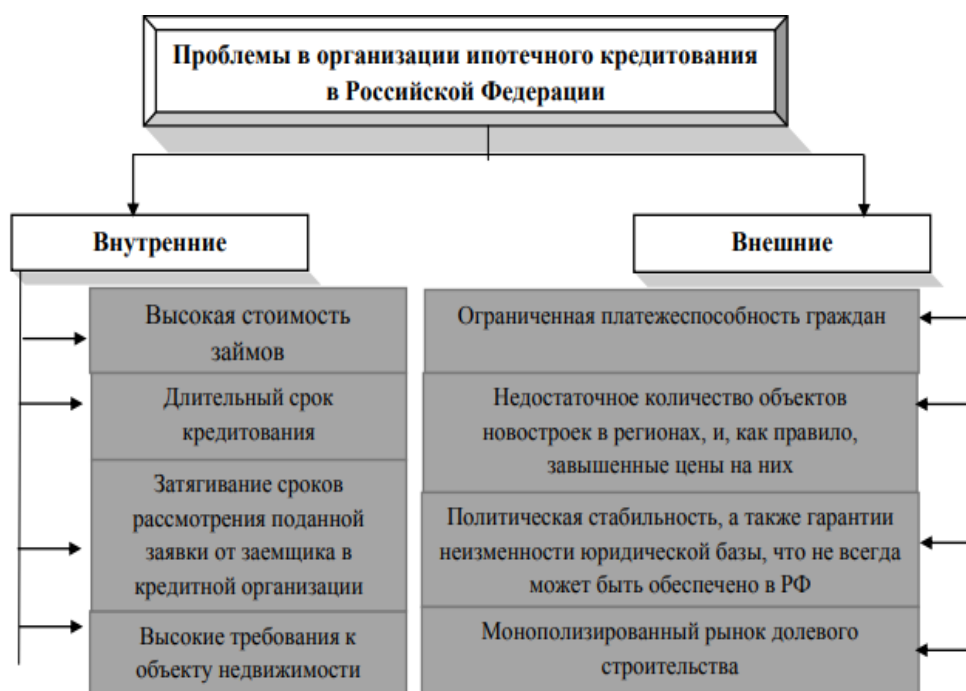 Проблемы в организации ипотечного кредитования
в Российской Федерации
Внутренние
Высокая стоимость
займов
Длительный срок
кредитования
Затягивание сроков
рассмотрения поданной
заявки от заемщика в
кредитной организации
Высокие требования к
объекту недвижимости
Внешние
Ограниченная платежеспособность граждан
Недостаточное количество объектов
новостроек в регионах, и, как правило,
завышенные цены на них
Политическая стабильность, а также гарантии
неизменности юридической базы, что не всегда
может быть обеспечено в РФ
Монополизированный рынок долевого
строительства